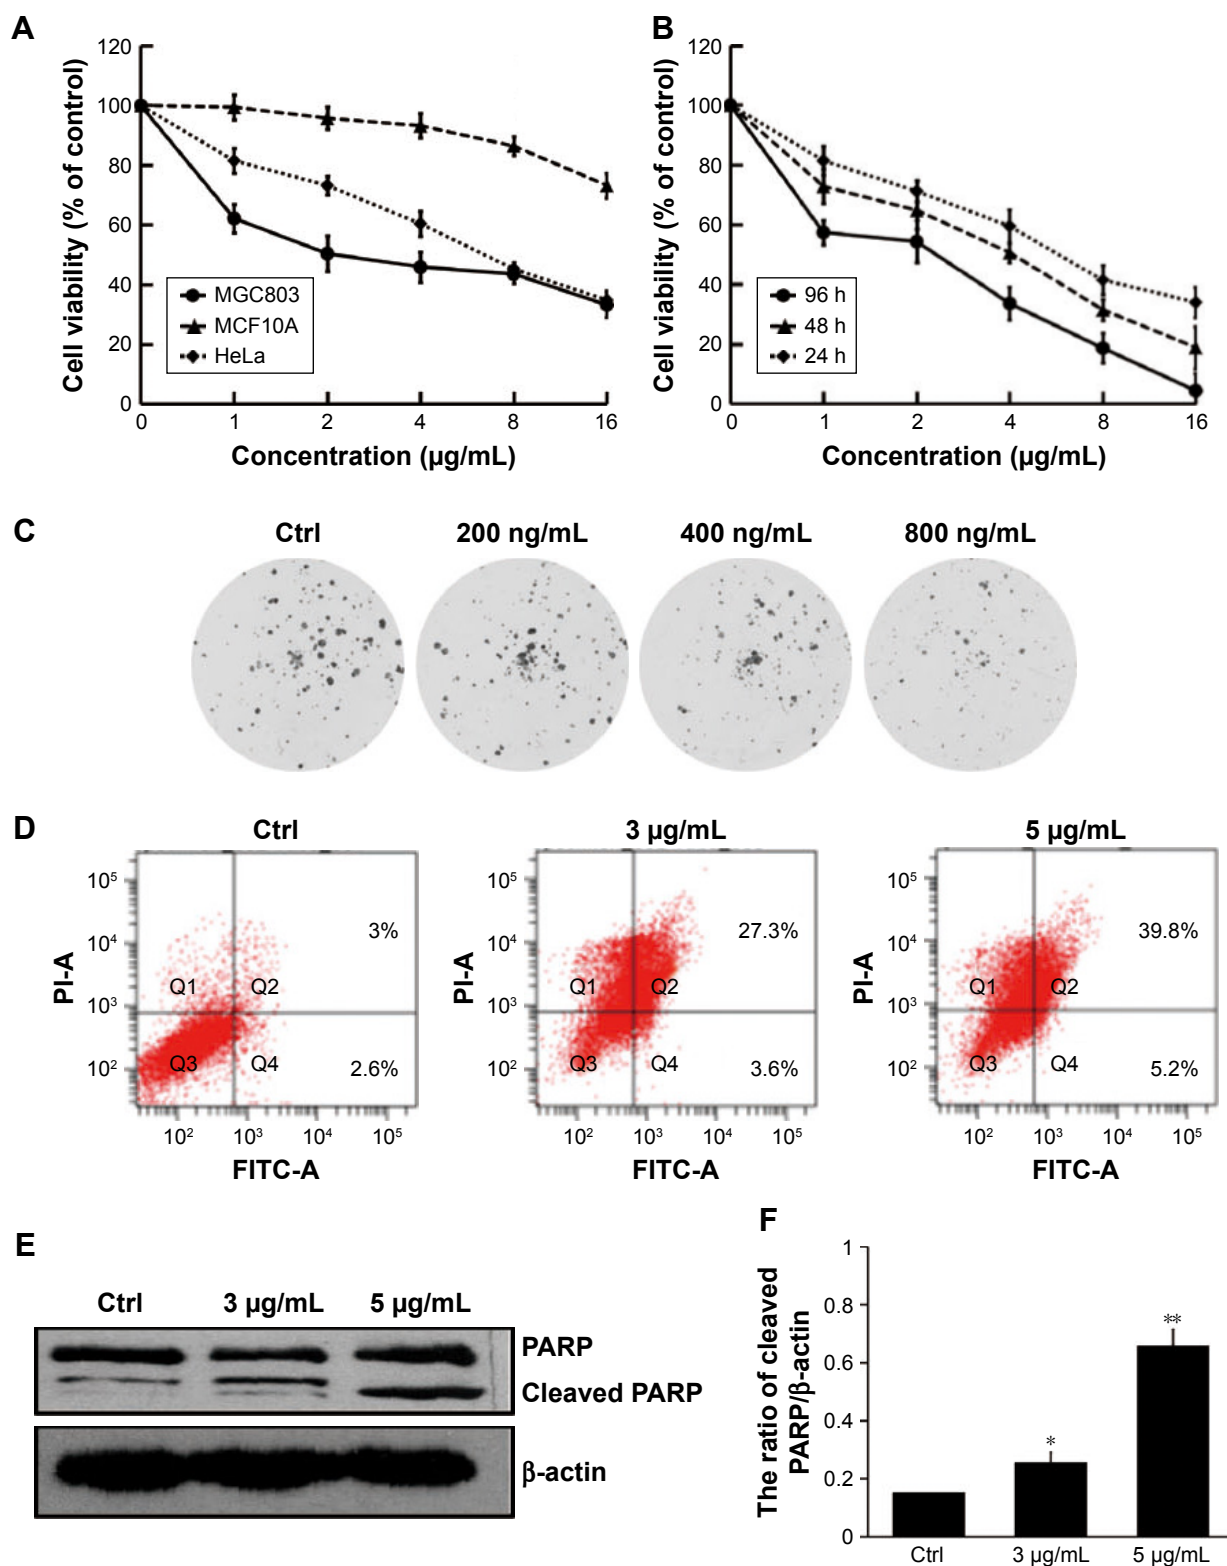 A
Cell viability (% of control)
120
100
80
60
40
20
0
MGC803
MCF10A
HeLa
0 1 2 4 8 16
Concentration (µg/mL)
B
Cell viability (% of control)
120
100
80
60
40
20
0
96 h
48 h
24 h
0 1 2 4 8 16
Concentration (µg/mL)
C
Ctrl 200 ng/mL 400 ng/mL 800 ng/mL
D
Ctrl
PI-A
10⁵
10⁴
10³
10²
3%
Q1 Q2
Q3 Q4
2.6%
10² 10³ 10⁴ 10⁵
FITC-A
3 µg/mL
PI-A
10⁵
10⁴
10³
10²
27.3%
Q1 Q2
Q3 Q4
3.6%
10² 10³ 10⁴ 10⁵
FITC-A
5 µg/mL
PI-A
10⁵
10⁴
10³
10²
39.8%
Q1 Q2
Q3 Q4
5.2%
10² 10³ 10⁴ 10⁵
FITC-A
E
Ctrl 3 µg/mL 5 µg/mL
PARP
Cleaved PARP
β-actin
F
The ratio of cleaved
PARP/β-actin
1
0.8
0.6
0.4
0.2
0
*
**
Ctrl 3 µg/mL 5 µg/mL